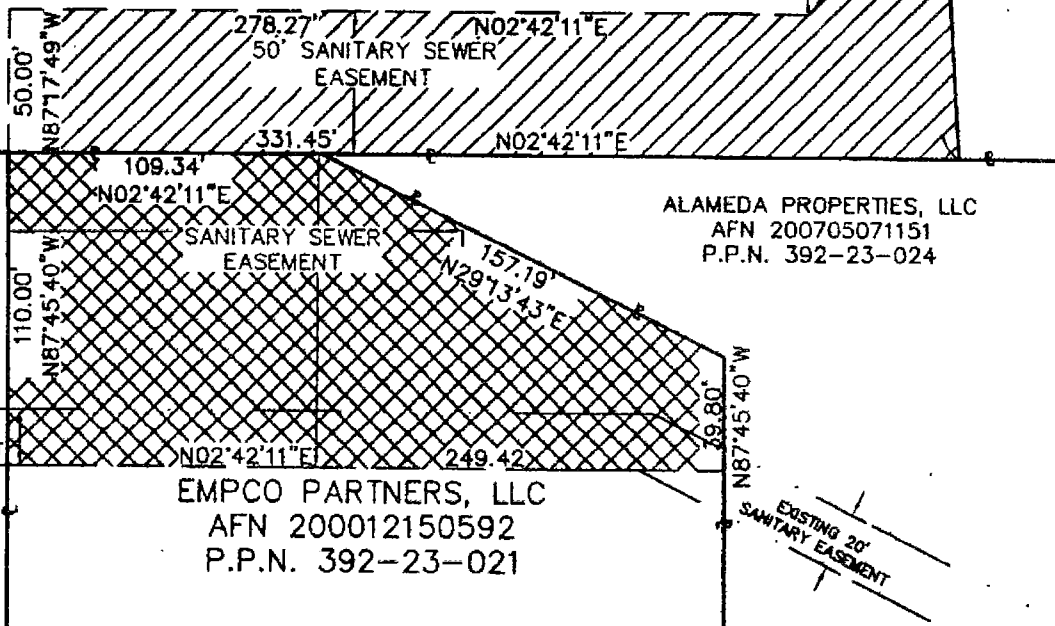 278.27'
N02°42'11"E
50' SANITARY SEWER
EASEMENT
50.00'
N87°17'49"W
331.45'
N02°42'11"E
109.34'
N02°42'11"E
SANITARY SEWER
EASEMENT
110.00'
N87°45'40"W
157.19'
N29°13'43"E
ALAMEDA PROPERTIES, LLC
AFN 200705071151
P.P.N. 392-23-024
39.80'
N87°45'40"W
N02°42'11"E
249.42
EMPCO PARTNERS, LLC
AFN 200012150592
P.P.N. 392-23-021
EXISTING 20'
SANITARY EASEMENT